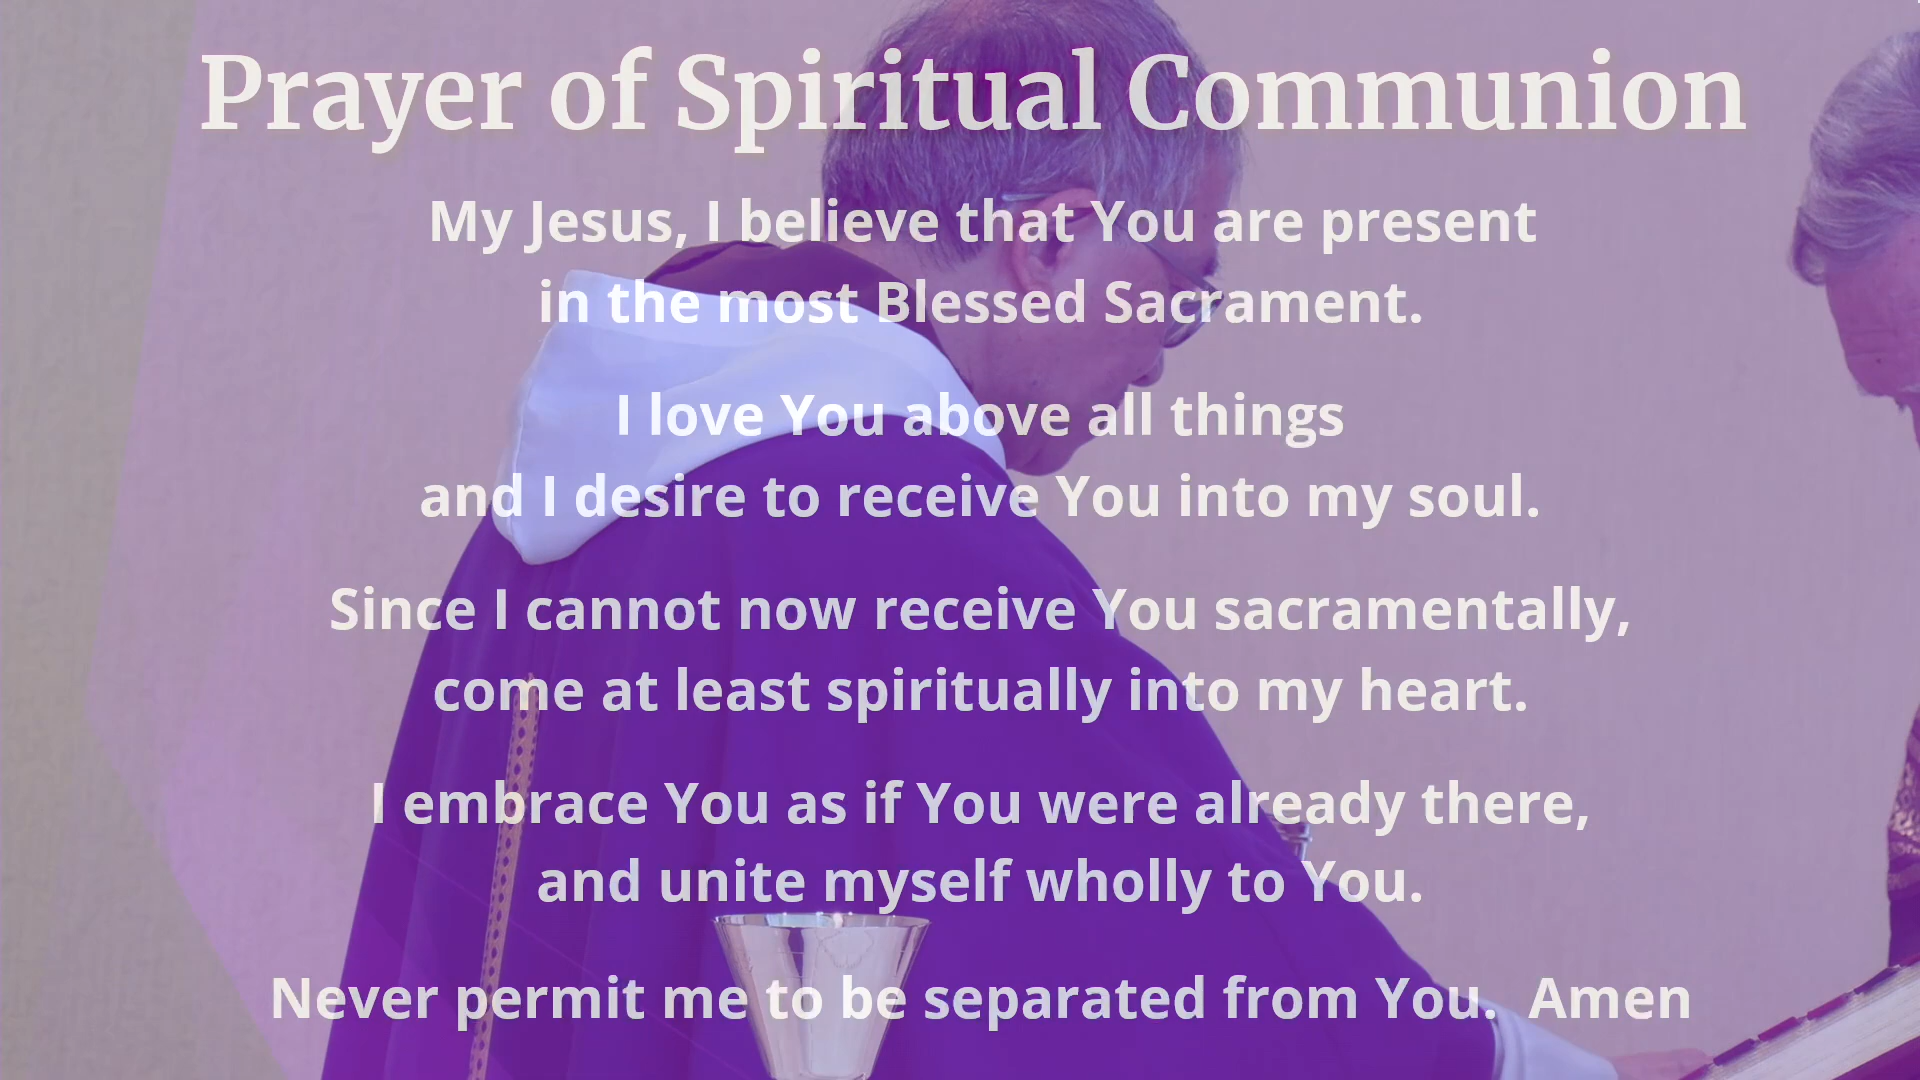 Prayer of Spiritual Communion
My Jesus, I believe that You are present
in the most Blessed Sacrament.
I love You above all things
and I desire to receive You into my soul.
Since I cannot now receive You sacramentally,
come at least spiritually into my heart.
I embrace You as if You were already there,
and unite myself wholly to You.
Never permit me to be separated from You.  Amen